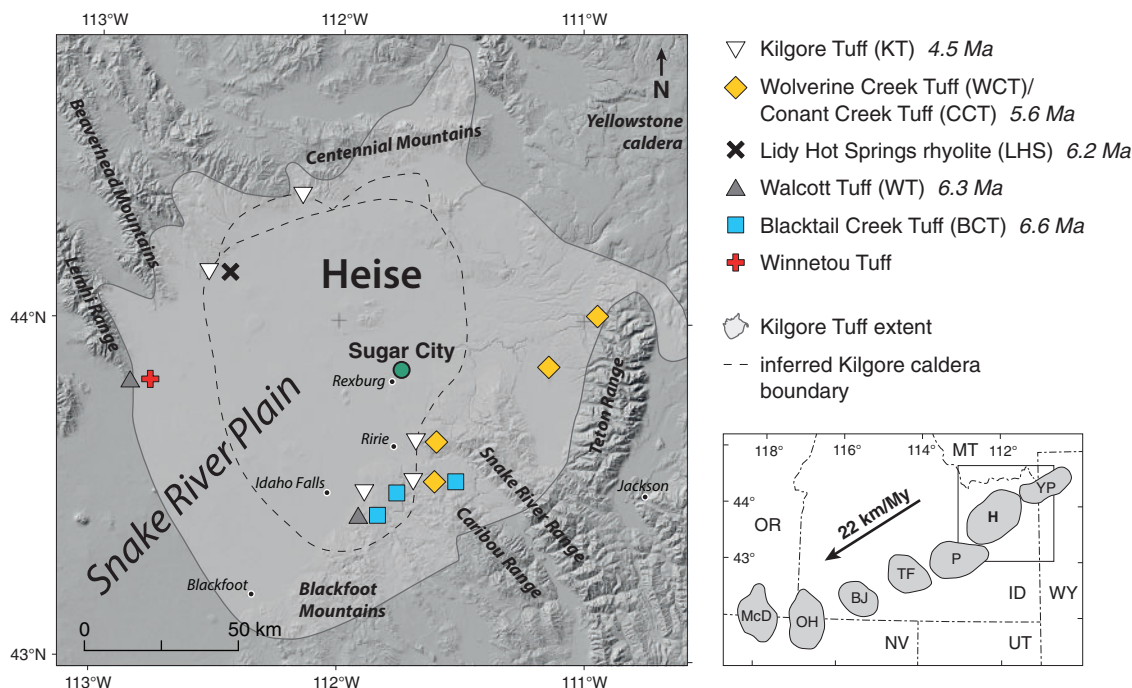 113°W
112°W
111°W
N
Yellowstone
caldera
Beaverhead Mountains
Centennial Mountains
Lemhi Range
Heise
44°N
Sugar City
Rexburg
Teton Range
Ririe
Snake River Plain
Idaho Falls
Snake River Range
Jackson
Caribou Range
Blackfoot
Blackfoot
Mountains
0
50 km
43°N
113°W
112°W
111°W
Kilgore Tuff (KT) 4.5 Ma
Wolverine Creek Tuff (WCT)/
Conant Creek Tuff (CCT) 5.6 Ma
Lidy Hot Springs rhyolite (LHS) 6.2 Ma
Walcott Tuff (WT) 6.3 Ma
Blacktail Creek Tuff (BCT) 6.6 Ma
Winnetou Tuff
Kilgore Tuff extent
inferred Kilgore caldera
boundary
118°
116°
114°
MT
112°
44°
YP
OR
22 km/My
H
43°
P
TF
ID
WY
BJ
McD
OH
NV
UT